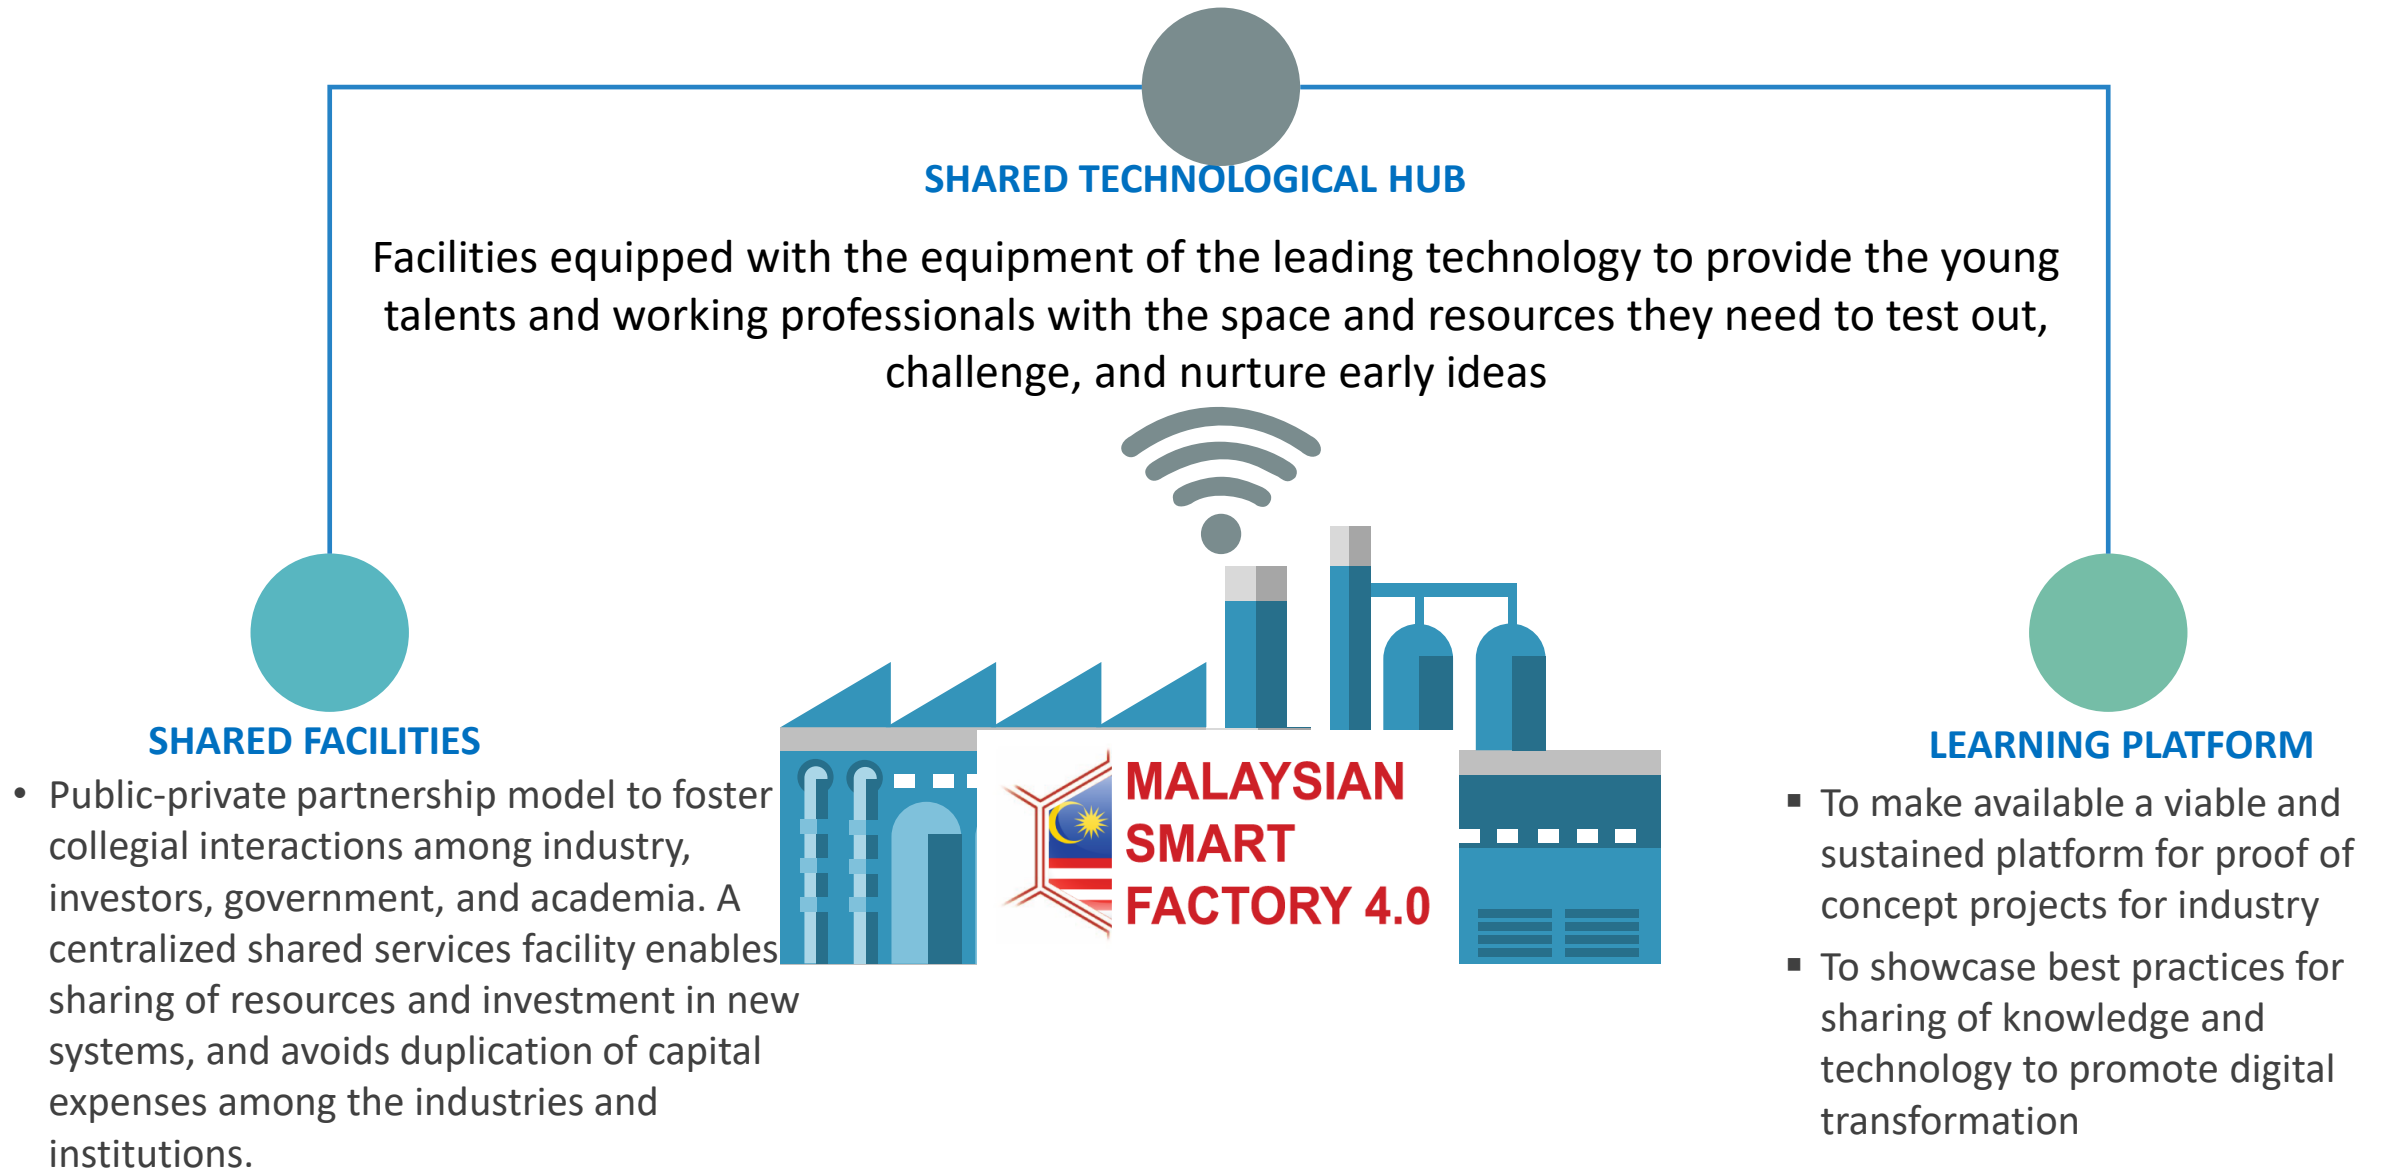 SHARED TECHNOLOGICAL HUB
Facilities equipped with the equipment of the leading technology to provide the young
talents and working professionals with the space and resources they need to test out,
challenge, and nurture early ideas
SHARED FACILITIES
• Public-private partnership model to foster
collegial interactions among industry,
investors, government, and academia. A
centralized shared services facility enables
sharing of resources and investment in new
systems, and avoids duplication of capital
expenses among the industries and
institutions.
MALAYSIAN
SMART
FACTORY 4.0
LEARNING PLATFORM
▪ To make available a viable and
sustained platform for proof of
concept projects for industry
▪ To showcase best practices for
sharing of knowledge and
technology to promote digital
transformation